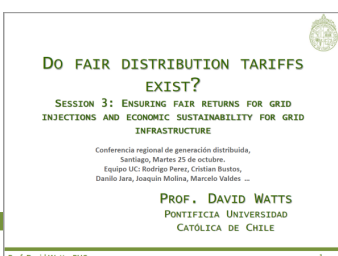 DO FAIR DISTRIBUTION TARIFFS
EXIST?
SESSION 3: ENSURING FAIR RETURNS FOR GRID
INJECTIONS AND ECONOMIC SUSTAINABILITY FOR GRID
INFRASTRUCTURE
Conferencia regional de generación distribuida,
Santiago, Martes 25 de octubre.
Equipo UC: Rodrigo Perez, Cristian Bustos,
Danilo Jara, Joaquin Molina, Marcelo Valdes ...
PROF. DAVID WATTS
PONTIFICIA UNIVERSIDAD
CATÓLICA DE CHILE